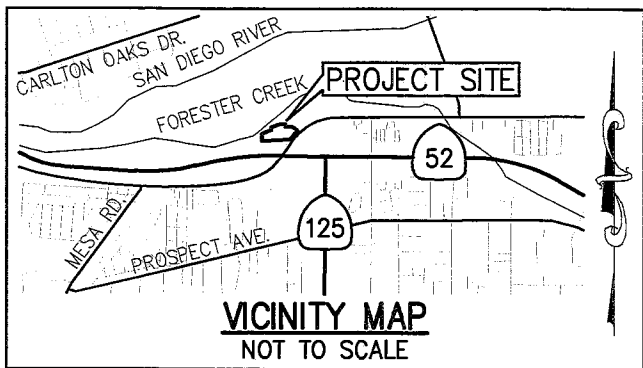 CARLTON OAKS DR.
SAN DIEGO RIVER
FORESTER CREEK
PROJECT SITE
52
125
MESA RD.
PROSPECT AVE.
VICINITY MAP
NOT TO SCALE